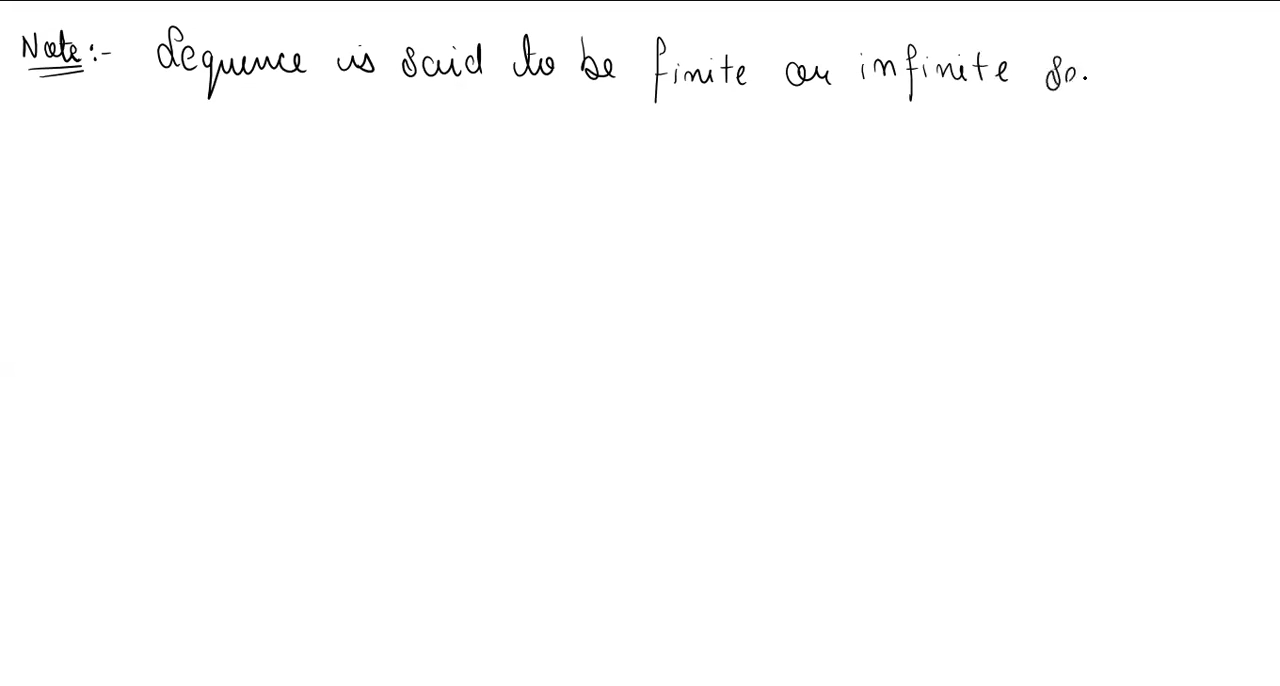 Note:- Sequence is said to be finite or infinite so.